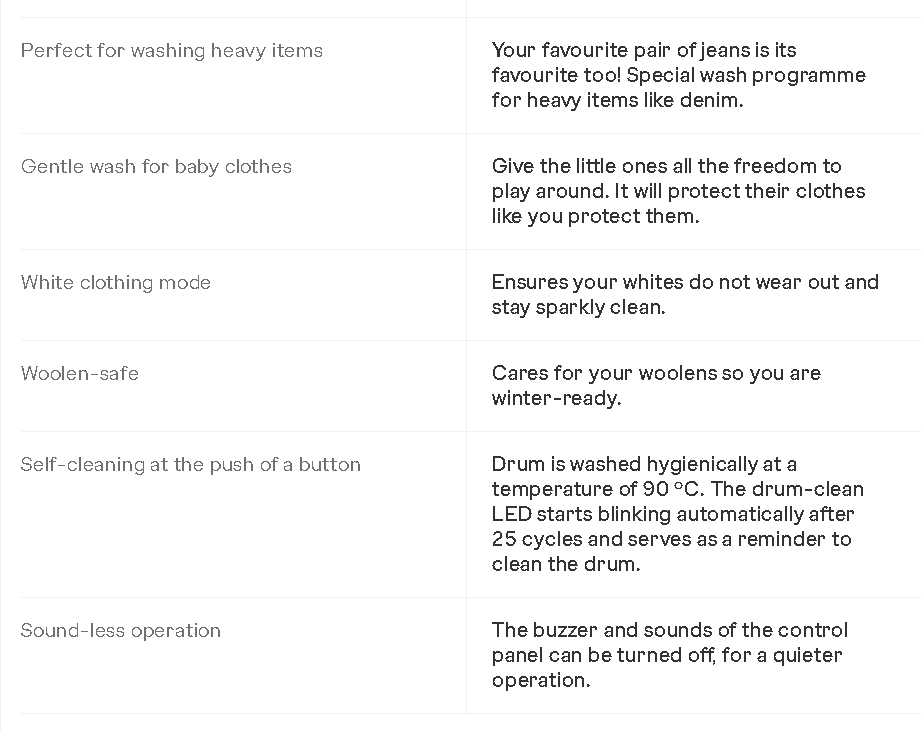 Perfect for washing heavy items
Your favourite pair of jeans is its
favourite too! Special wash programme
for heavy items like denim.
Gentle wash for baby clothes
Give the little ones all the freedom to
play around. It will protect their clothes
like you protect them.
White clothing mode
Ensures your whites do not wear out and
stay sparkly clean.
Woolen-safe
Cares for your woolens so you are
winter-ready.
Self-cleaning at the push of a button
Drum is washed hygienically at a
temperature of 90 °C. The drum-clean
LED starts blinking automatically after
25 cycles and serves as a reminder to
clean the drum.
Sound-less operation
The buzzer and sounds of the control
panel can be turned off, for a quieter
operation.